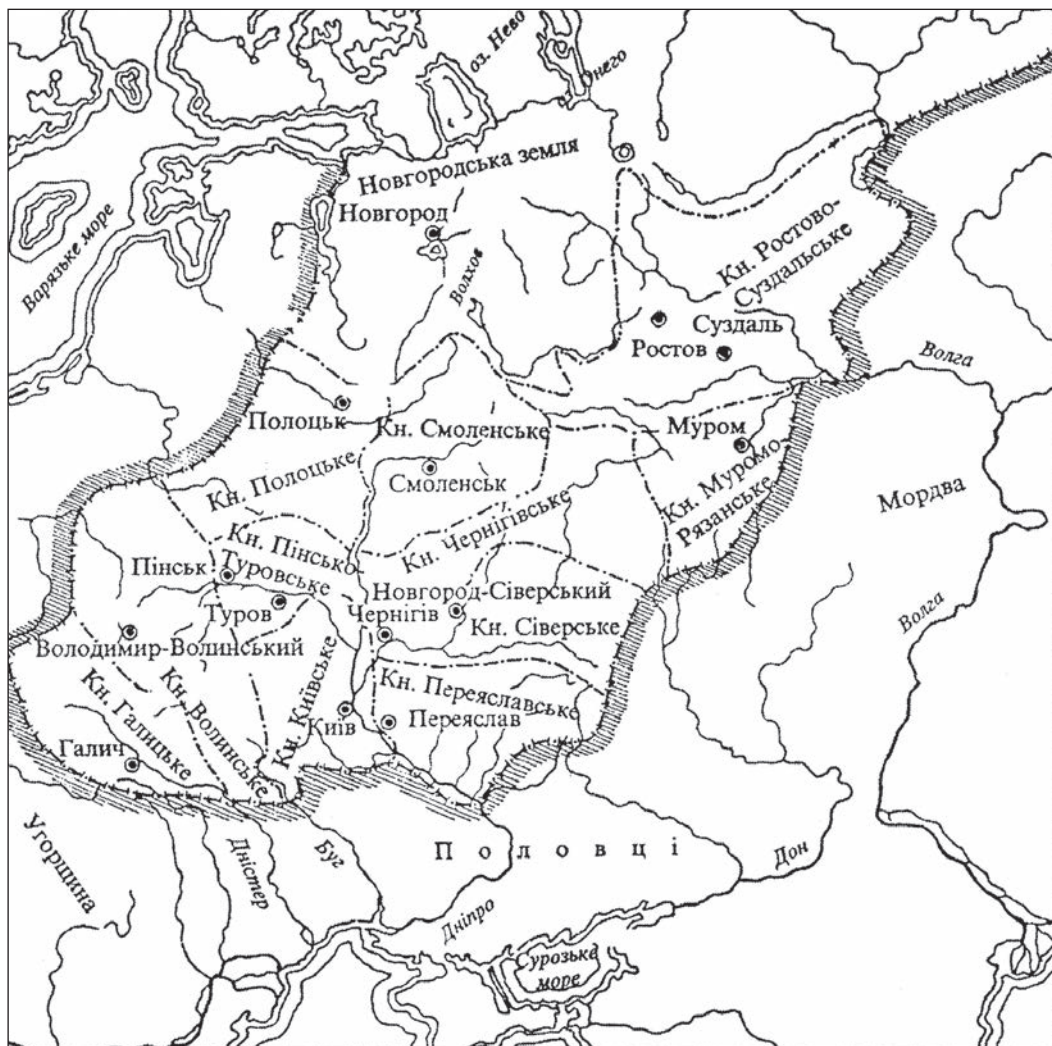 оз. Нево
оз. Онего
Новгородська земля
Новгород
Варязьке море
Волхов
Кн. Ростово-
Суздальське
Суздаль
Ростов
Волга
Полоцьк
Кн. Смоленське
Муром
Кн. Полоцьке
Смоленськ
Кн. Муромо-
Рязанське
Мордва
Кн. Чернігівське
Кн. Пінсько-
Туровське
Пінськ
Новгород-Сіверський
Туров
Чернігів
Кн. Сіверське
Волга
Володимир-Волинський
Кн. Переяславське
Кн. Галицьке
Кн. Волинське
Кн. Київське
Київ
Переяслав
Галич
Угорщина
Дністер
Буг
Половці
Дон
Дніпро
Сурозьке
море